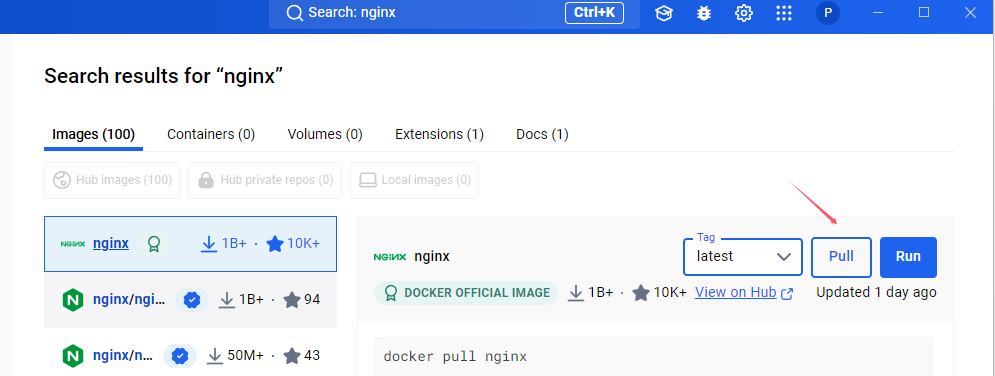 Search: nginx Ctrl+K P
Search results for “nginx”
Images (100) Containers (0) Volumes (0) Extensions (1) Docs (1)
Hub images (100) Hub private repos (0) Local images (0)
NGINX nginx 1B+ · 10K+
N nginx/ngi... 1B+ · 94
N nginx/n... 50M+ · 43
NGINX nginx Tag latest Pull Run
DOCKER OFFICIAL IMAGE 1B+ · 10K+ View on Hub Updated 1 day ago
docker pull nginx